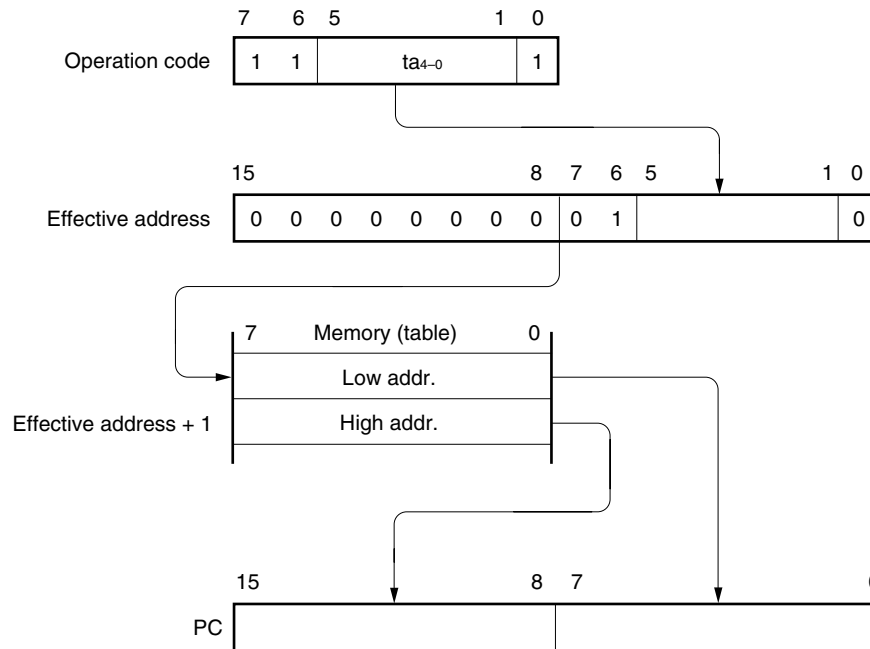 7 6 5 1 0
Operation code 1 1 ta4–0 1
15 8 7 6 5 1 0
Effective address 0 0 0 0 0 0 0 0 0 1 0
7 Memory (table) 0
Low addr.
Effective address + 1 High addr.
15 8 7
PC